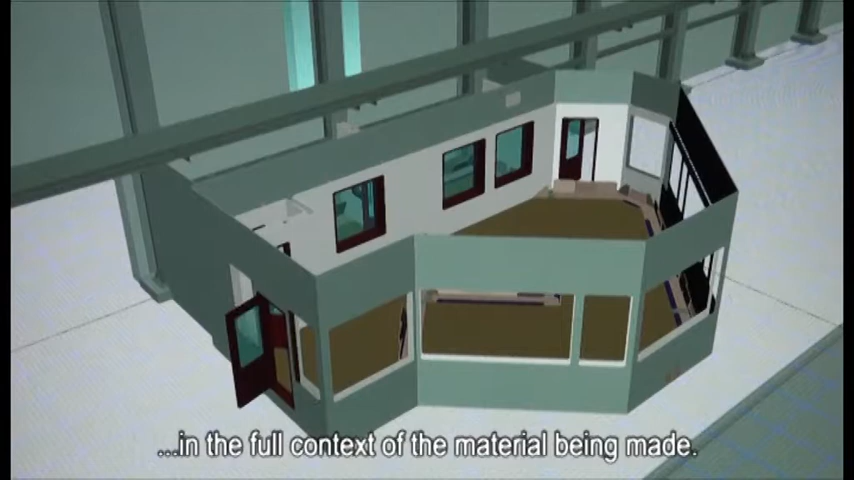 ...in the full context of the material being made.